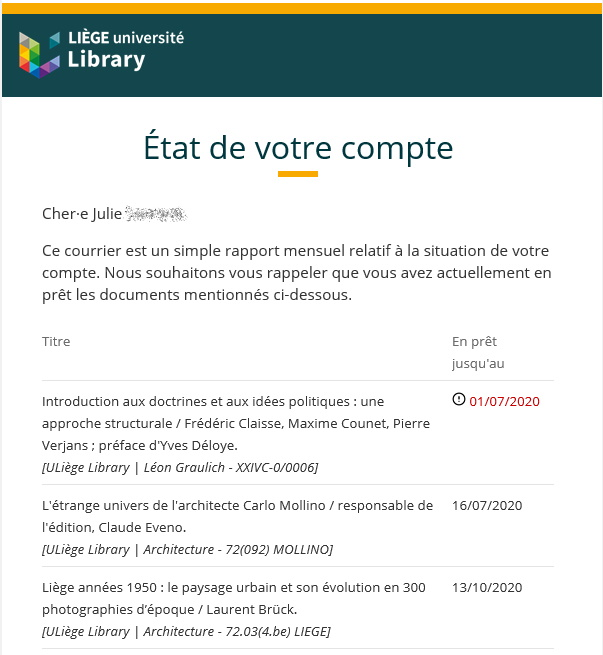 LIÈGE université
Library
État de votre compte
Cher·e Julie
Ce courrier est un simple rapport mensuel relatif à la situation de votre
compte. Nous souhaitons vous rappeler que vous avez actuellement en
prêt les documents mentionnés ci-dessous.
Titre
En prêt
jusqu'au
Introduction aux doctrines et aux idées politiques : une
approche structurale / Frédéric Claisse, Maxime Counet, Pierre
Verjans ; préface d'Yves Déloye.
[ULiège Library | Léon Graulich - XXIVC-0/0006]
01/07/2020
L'étrange univers de l'architecte Carlo Mollino / responsable de
l'édition, Claude Eveno.
[ULiège Library | Architecture - 72(092) MOLLINO]
16/07/2020
Liège années 1950 : le paysage urbain et son évolution en 300
photographies d’époque / Laurent Brück.
[ULiège Library | Architecture - 72.03(4.be) LIEGE]
13/10/2020